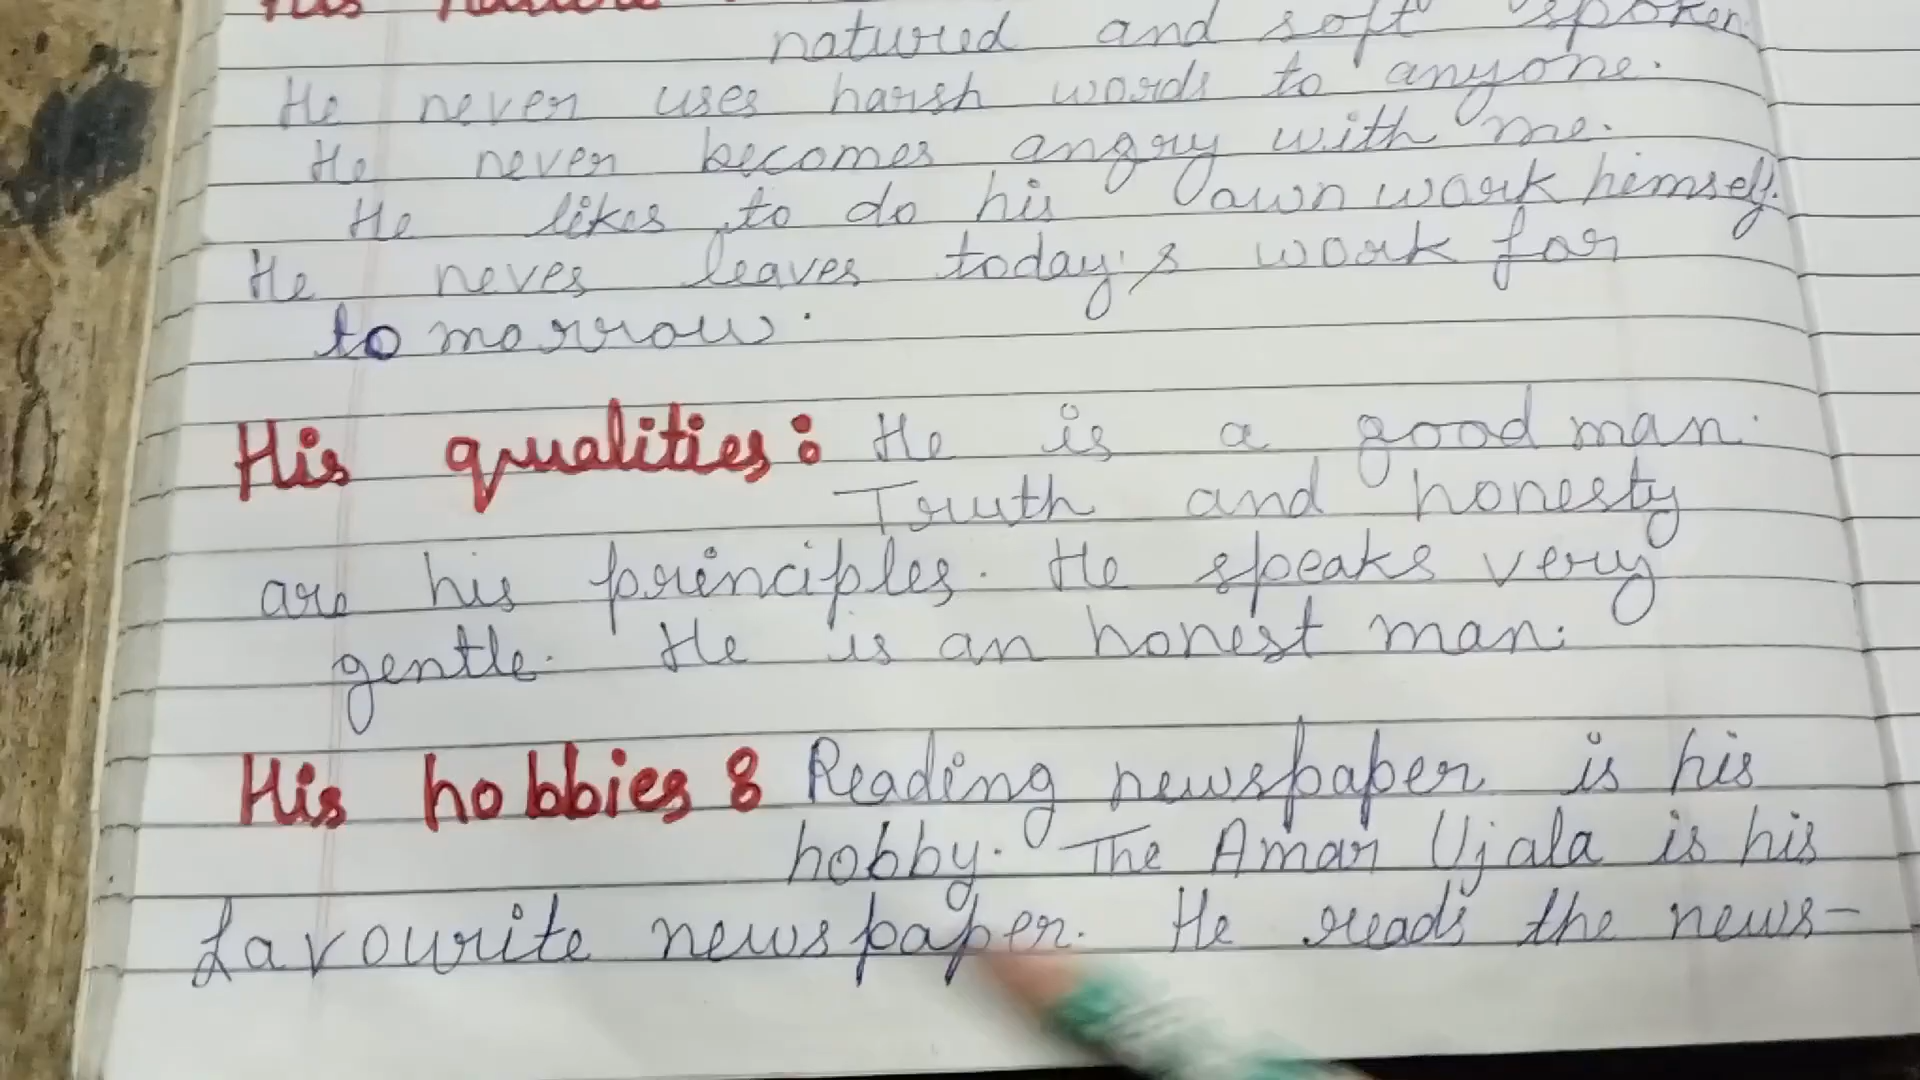 His nature
natured and soft spoken.
He never uses harsh words to anyone.
He never becomes angry with me.
He likes to do his own work himself.
He neves leaves today's work for
tomorrow.
His qualities: He is a good man.
Truth and honesty
are his principles. He speaks very
gentle. He is an honest man.
His hobbies: Reading newspaper is his
hobby. The Amar Ujala is his
favourite newspaper. He reads the news-